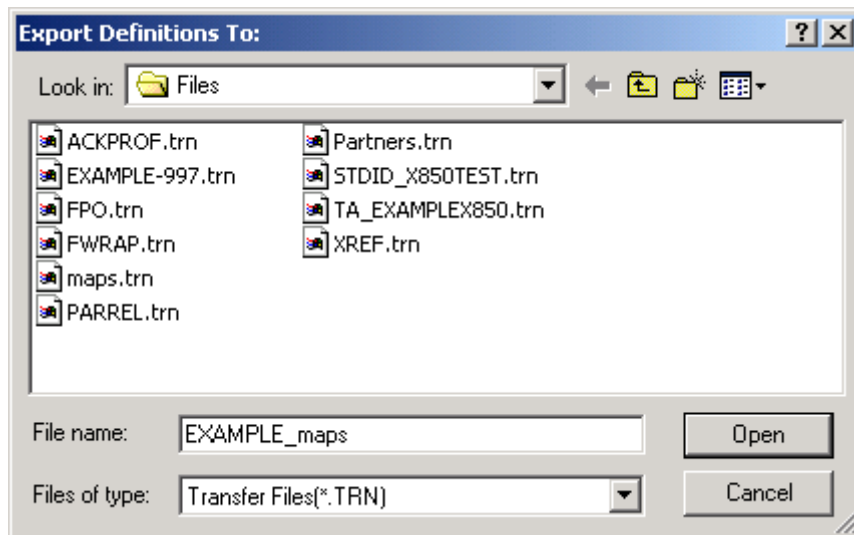 Export Definitions To:
Look in: Files
ACKPROF.trn
EXAMPLE-997.trn
FPO.trn
FWRAP.trn
maps.trn
PARREL.trn
Partners.trn
STDID_X850TEST.trn
TA_EXAMPLEX850.trn
XREF.trn
File name: EXAMPLE_maps Open
Files of type: Transfer Files(*.TRN) Cancel